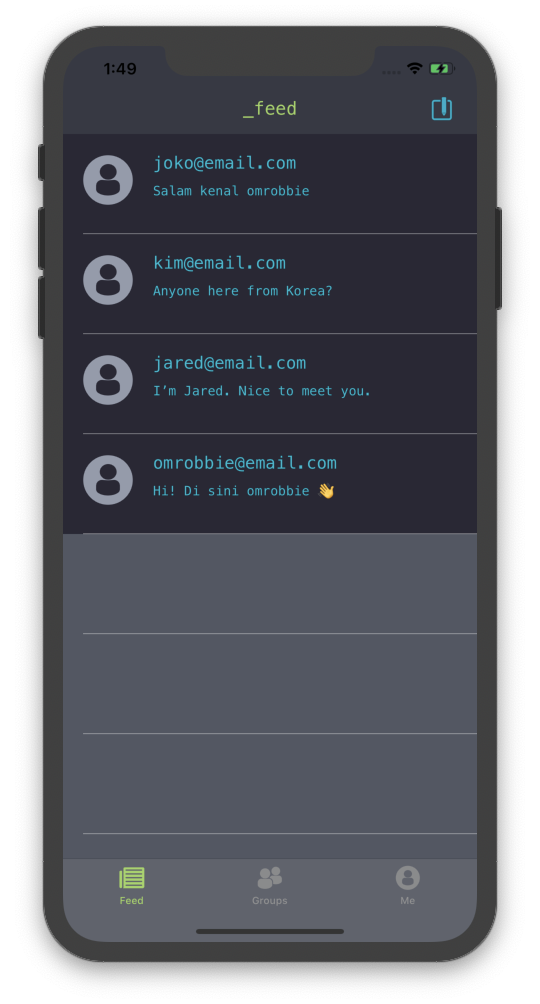 1:49
_feed
joko@email.com
Salam kenal omrobbie
kim@email.com
Anyone here from Korea?
jared@email.com
I’m Jared. Nice to meet you.
omrobbie@email.com
Hi! Di sini omrobbie 👋
Feed
Groups
Me